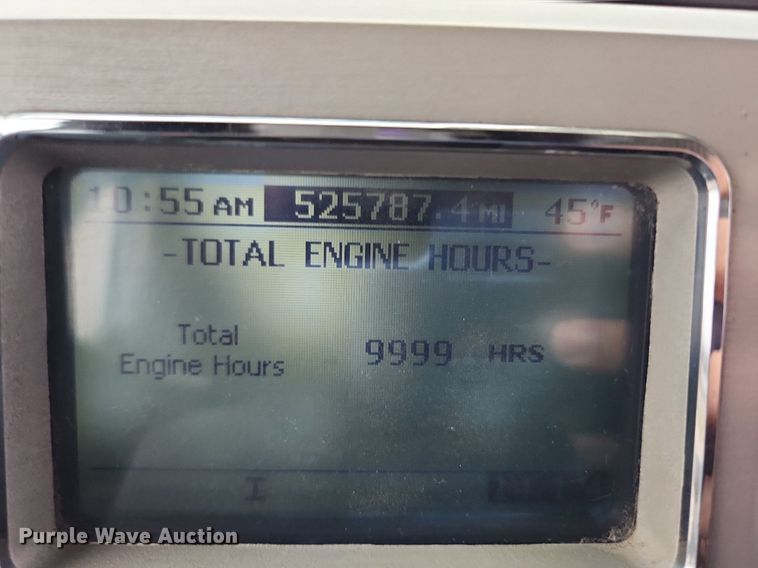 10:55 AM 525787.4 MI 45°F
-TOTAL ENGINE HOURS-
Total
Engine Hours 9999 HRS
I
Purple Wave Auction